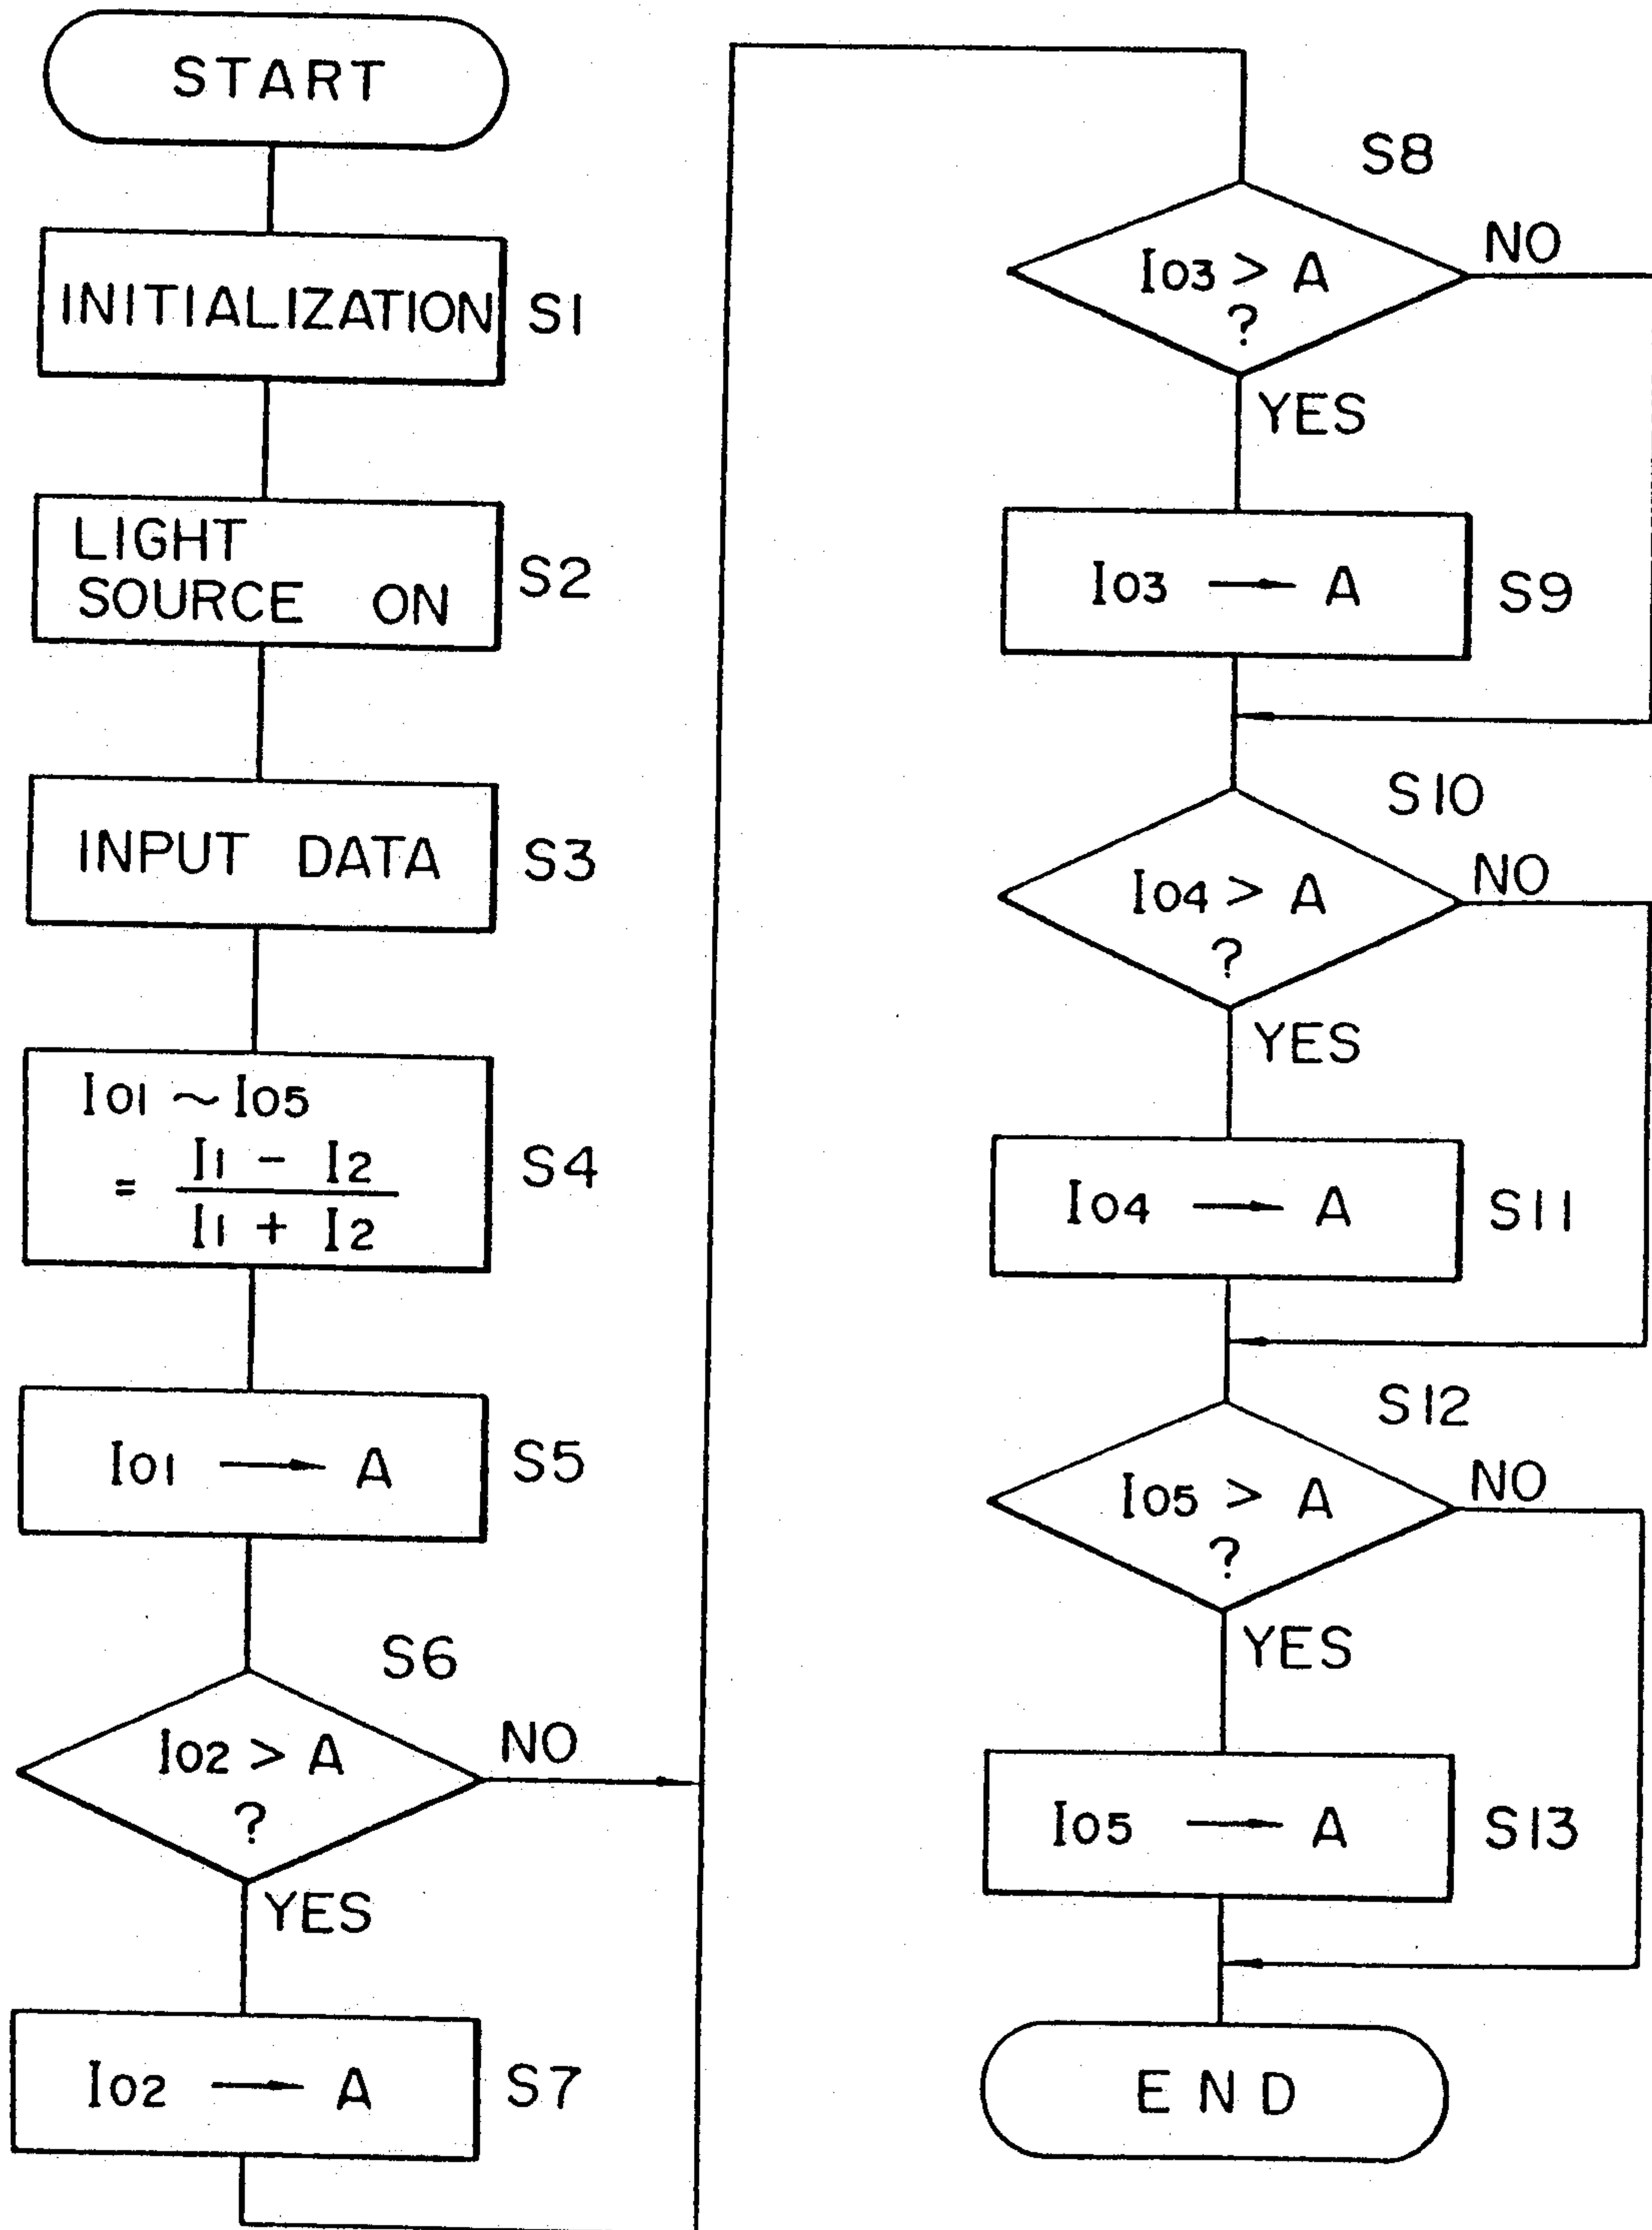 START
INITIALIZATION S1
LIGHT
SOURCE ON S2
INPUT DATA S3
I01 ~ I05
= (I1 - I2) / (I1 + I2) S4
I01 → A S5
S6
I02 > A
?
NO
YES
I02 → A S7
S8
I03 > A
?
NO
YES
I03 → A S9
S10
I04 > A
?
NO
YES
I04 → A S11
S12
I05 > A
?
NO
YES
I05 → A S13
END